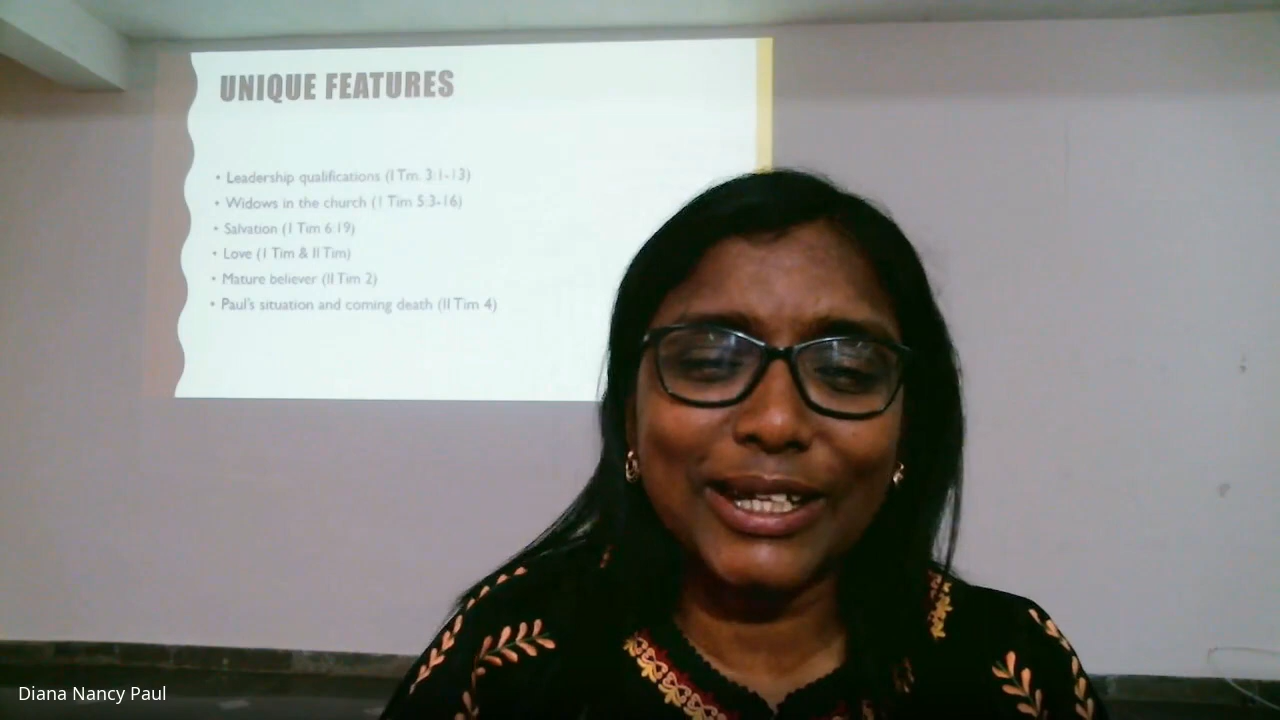 UNIQUE FEATURES
• Leadership qualifications (I Tm. 3:1-13)
• Widows in the church (I Tim 5:3-16)
• Salvation (I Tim 6:19)
• Love (I Tim & II Tim)
• Mature believer (II Tim 2)
• Paul's situation and coming death (II Tim 4)
Diana Nancy Paul